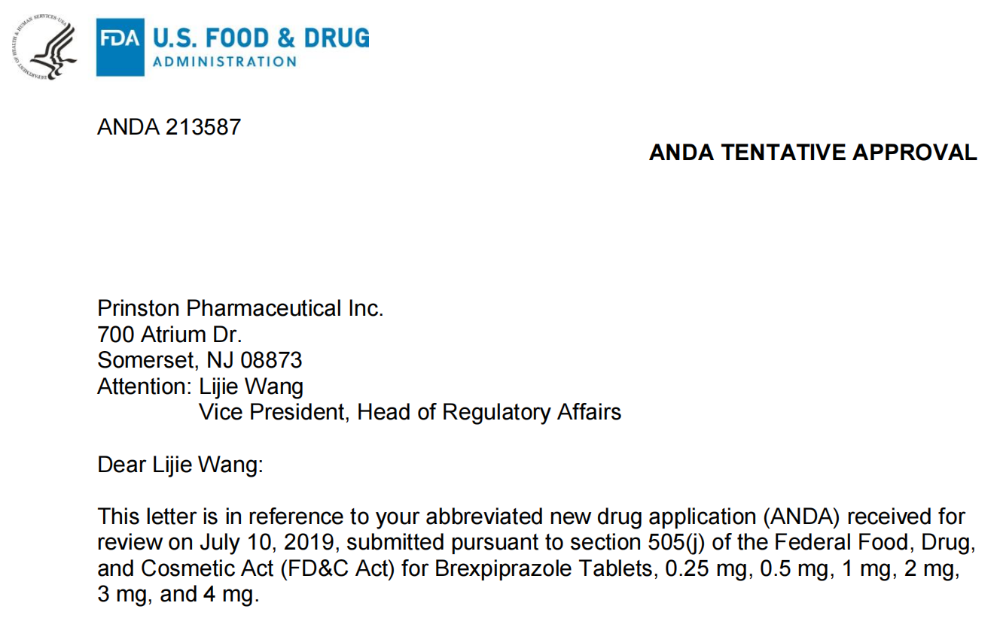 DEPARTMENT OF HEALTH & HUMAN SERVICES·USA
FDA U.S. FOOD & DRUG
ADMINISTRATION
ANDA 213587
ANDA TENTATIVE APPROVAL
Prinston Pharmaceutical Inc.
700 Atrium Dr.
Somerset, NJ 08873
Attention: Lijie Wang
Vice President, Head of Regulatory Affairs
Dear Lijie Wang:
This letter is in reference to your abbreviated new drug application (ANDA) received for
review on July 10, 2019, submitted pursuant to section 505(j) of the Federal Food, Drug,
and Cosmetic Act (FD&C Act) for Brexpiprazole Tablets, 0.25 mg, 0.5 mg, 1 mg, 2 mg,
3 mg, and 4 mg.